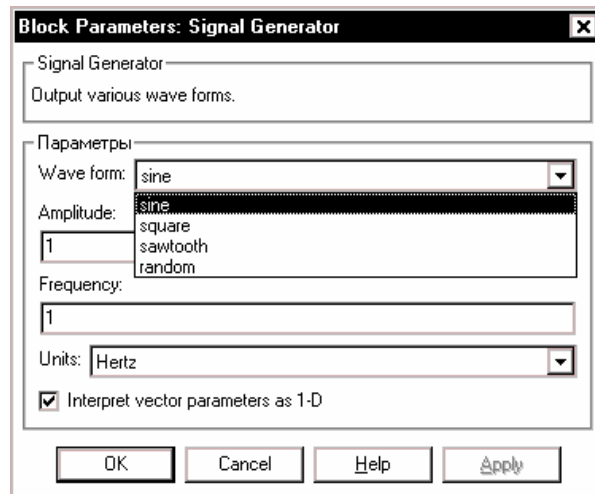 Block Parameters: Signal Generator
Signal Generator
Output various wave forms.
Параметры
Wave form: sine
sine
square
sawtooth
random
Amplitude:
1
Frequency:
1
Units: Hertz
Interpret vector parameters as 1-D
OK Cancel Help Apply